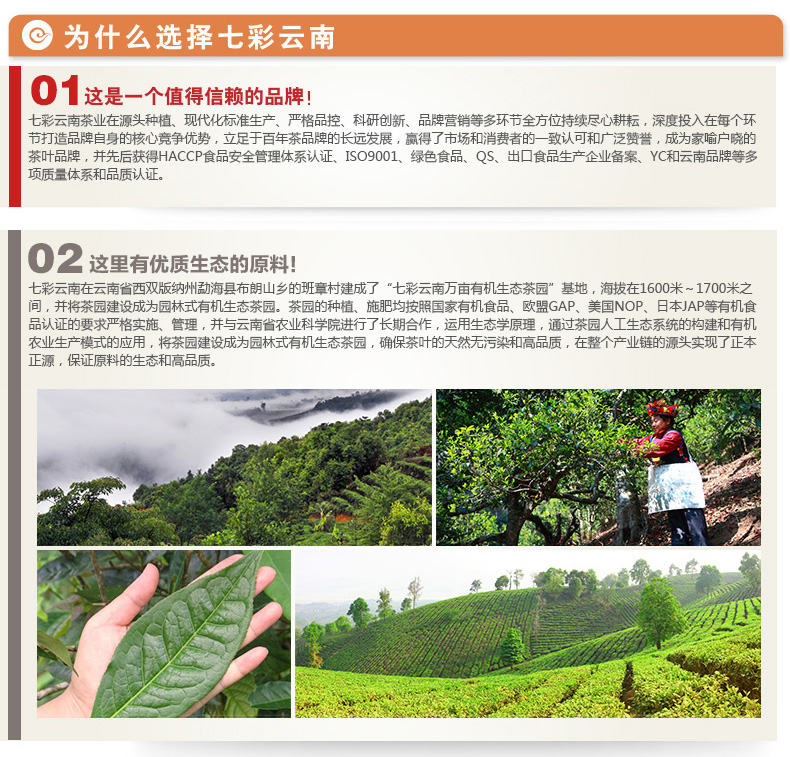 为什么选择七彩云南
01这是一个值得信赖的品牌!
七彩云南茶业在源头种植、现代化标准生产、严格品控、科研创新、品牌营销等多环节全方位持续尽心耕耘，深度投入在每个环
节打造品牌自身的核心竞争优势，立足于百年茶品牌的长远发展，赢得了市场和消费者的一致认可和广泛赞誉，成为家喻户晓的
茶叶品牌，并先后获得HACCP食品安全管理体系认证、ISO9001、绿色食品、QS、出口食品生产企业备案、YC和云南品牌等多
项质量体系和品质认证。
02这里有优质生态的原料!
七彩云南在云南省西双版纳州勐海县布朗山乡的班章村建成了“七彩云南万亩有机生态茶园”基地，海拔在1600米～1700米之
间，并将茶园建设成为园林式有机生态茶园。茶园的种植、施肥均按照国家有机食品、欧盟GAP、美国NOP、日本JAP等有机食
品认证的要求严格实施、管理，并与云南省农业科学院进行了长期合作，运用生态学原理，通过茶园人工生态系统的构建和有机
农业生产模式的应用，将茶园建设成为园林式有机生态茶园，确保茶叶的天然无污染和高品质，在整个产业链的源头实现了正本
正源，保证原料的生态和高品质。